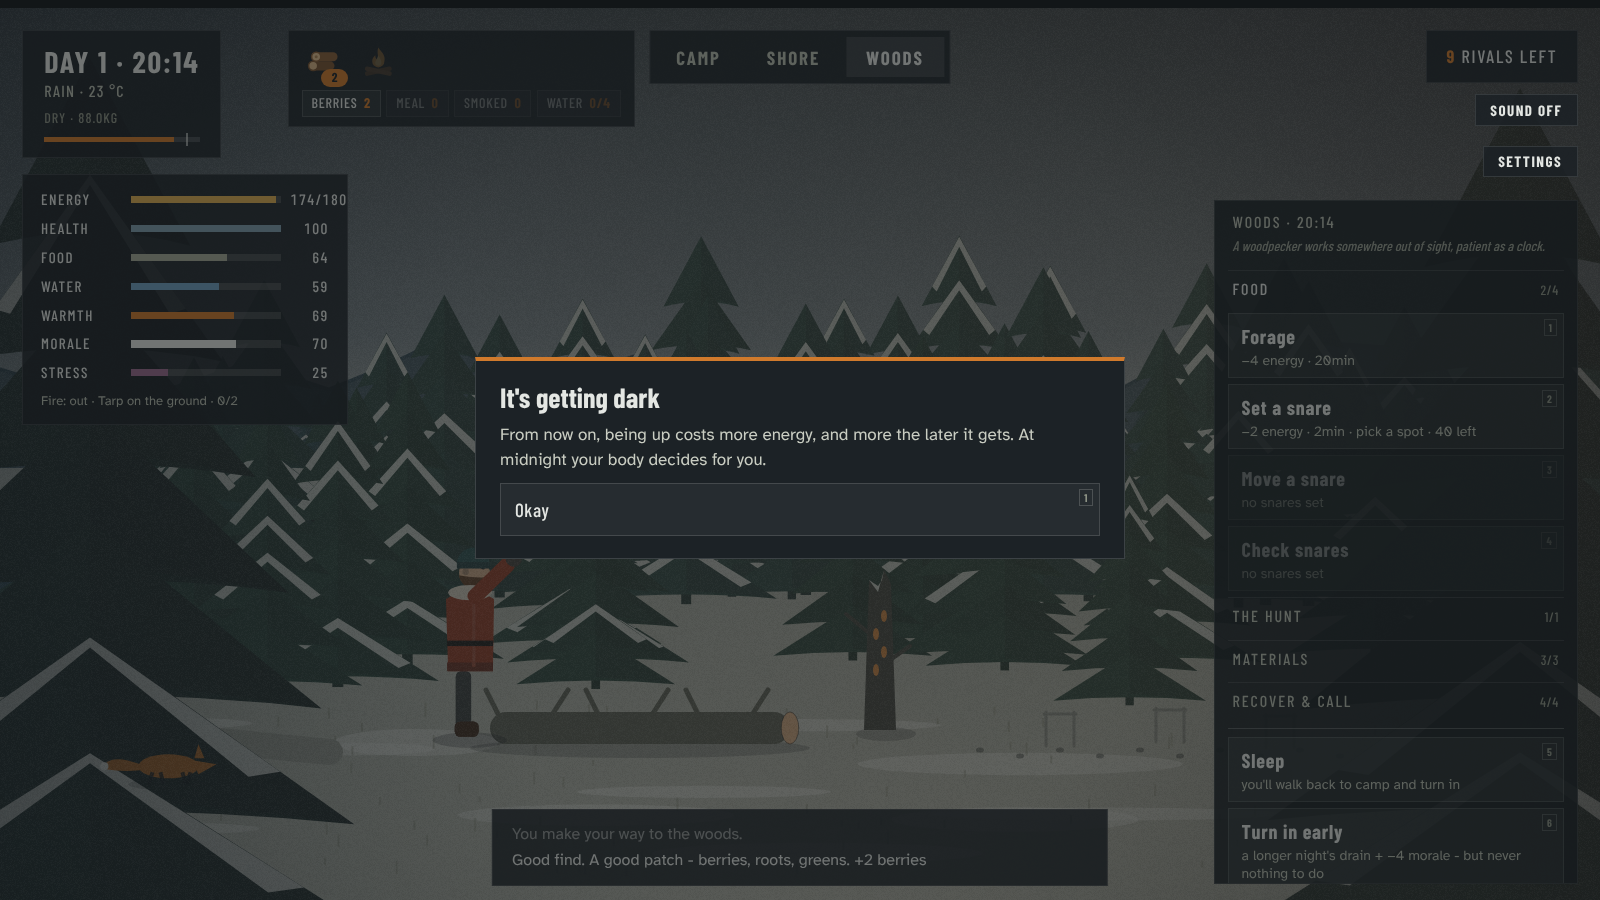 DAY 1 · 20:14
RAIN · 23 °C
DRY · 88.0KG
2
BERRIES 2 MEAL 0 SMOKED 0 WATER 0/4
CAMP SHORE WOODS
9 RIVALS LEFT
SOUND OFF
SETTINGS
ENERGY 174/180
HEALTH 100
FOOD 64
WATER 59
WARMTH 69
MORALE 70
STRESS 25
Fire: out · Tarp on the ground · 0/2
It's getting dark
From now on, being up costs more energy, and more the later it gets. At
midnight your body decides for you.
Okay 1
WOODS · 20:14
A woodpecker works somewhere out of sight, patient as a clock.
FOOD 2/4
Forage 1
−4 energy · 20min
Set a snare 2
−2 energy · 2min · pick a spot · 40 left
Move a snare 3
no snares set
Check snares 4
no snares set
THE HUNT 1/1
MATERIALS 3/3
RECOVER & CALL 4/4
Sleep 5
you'll walk back to camp and turn in
Turn in early 6
a longer night's drain + −4 morale - but never
nothing to do
You make your way to the woods.
Good find. A good patch - berries, roots, greens. +2 berries